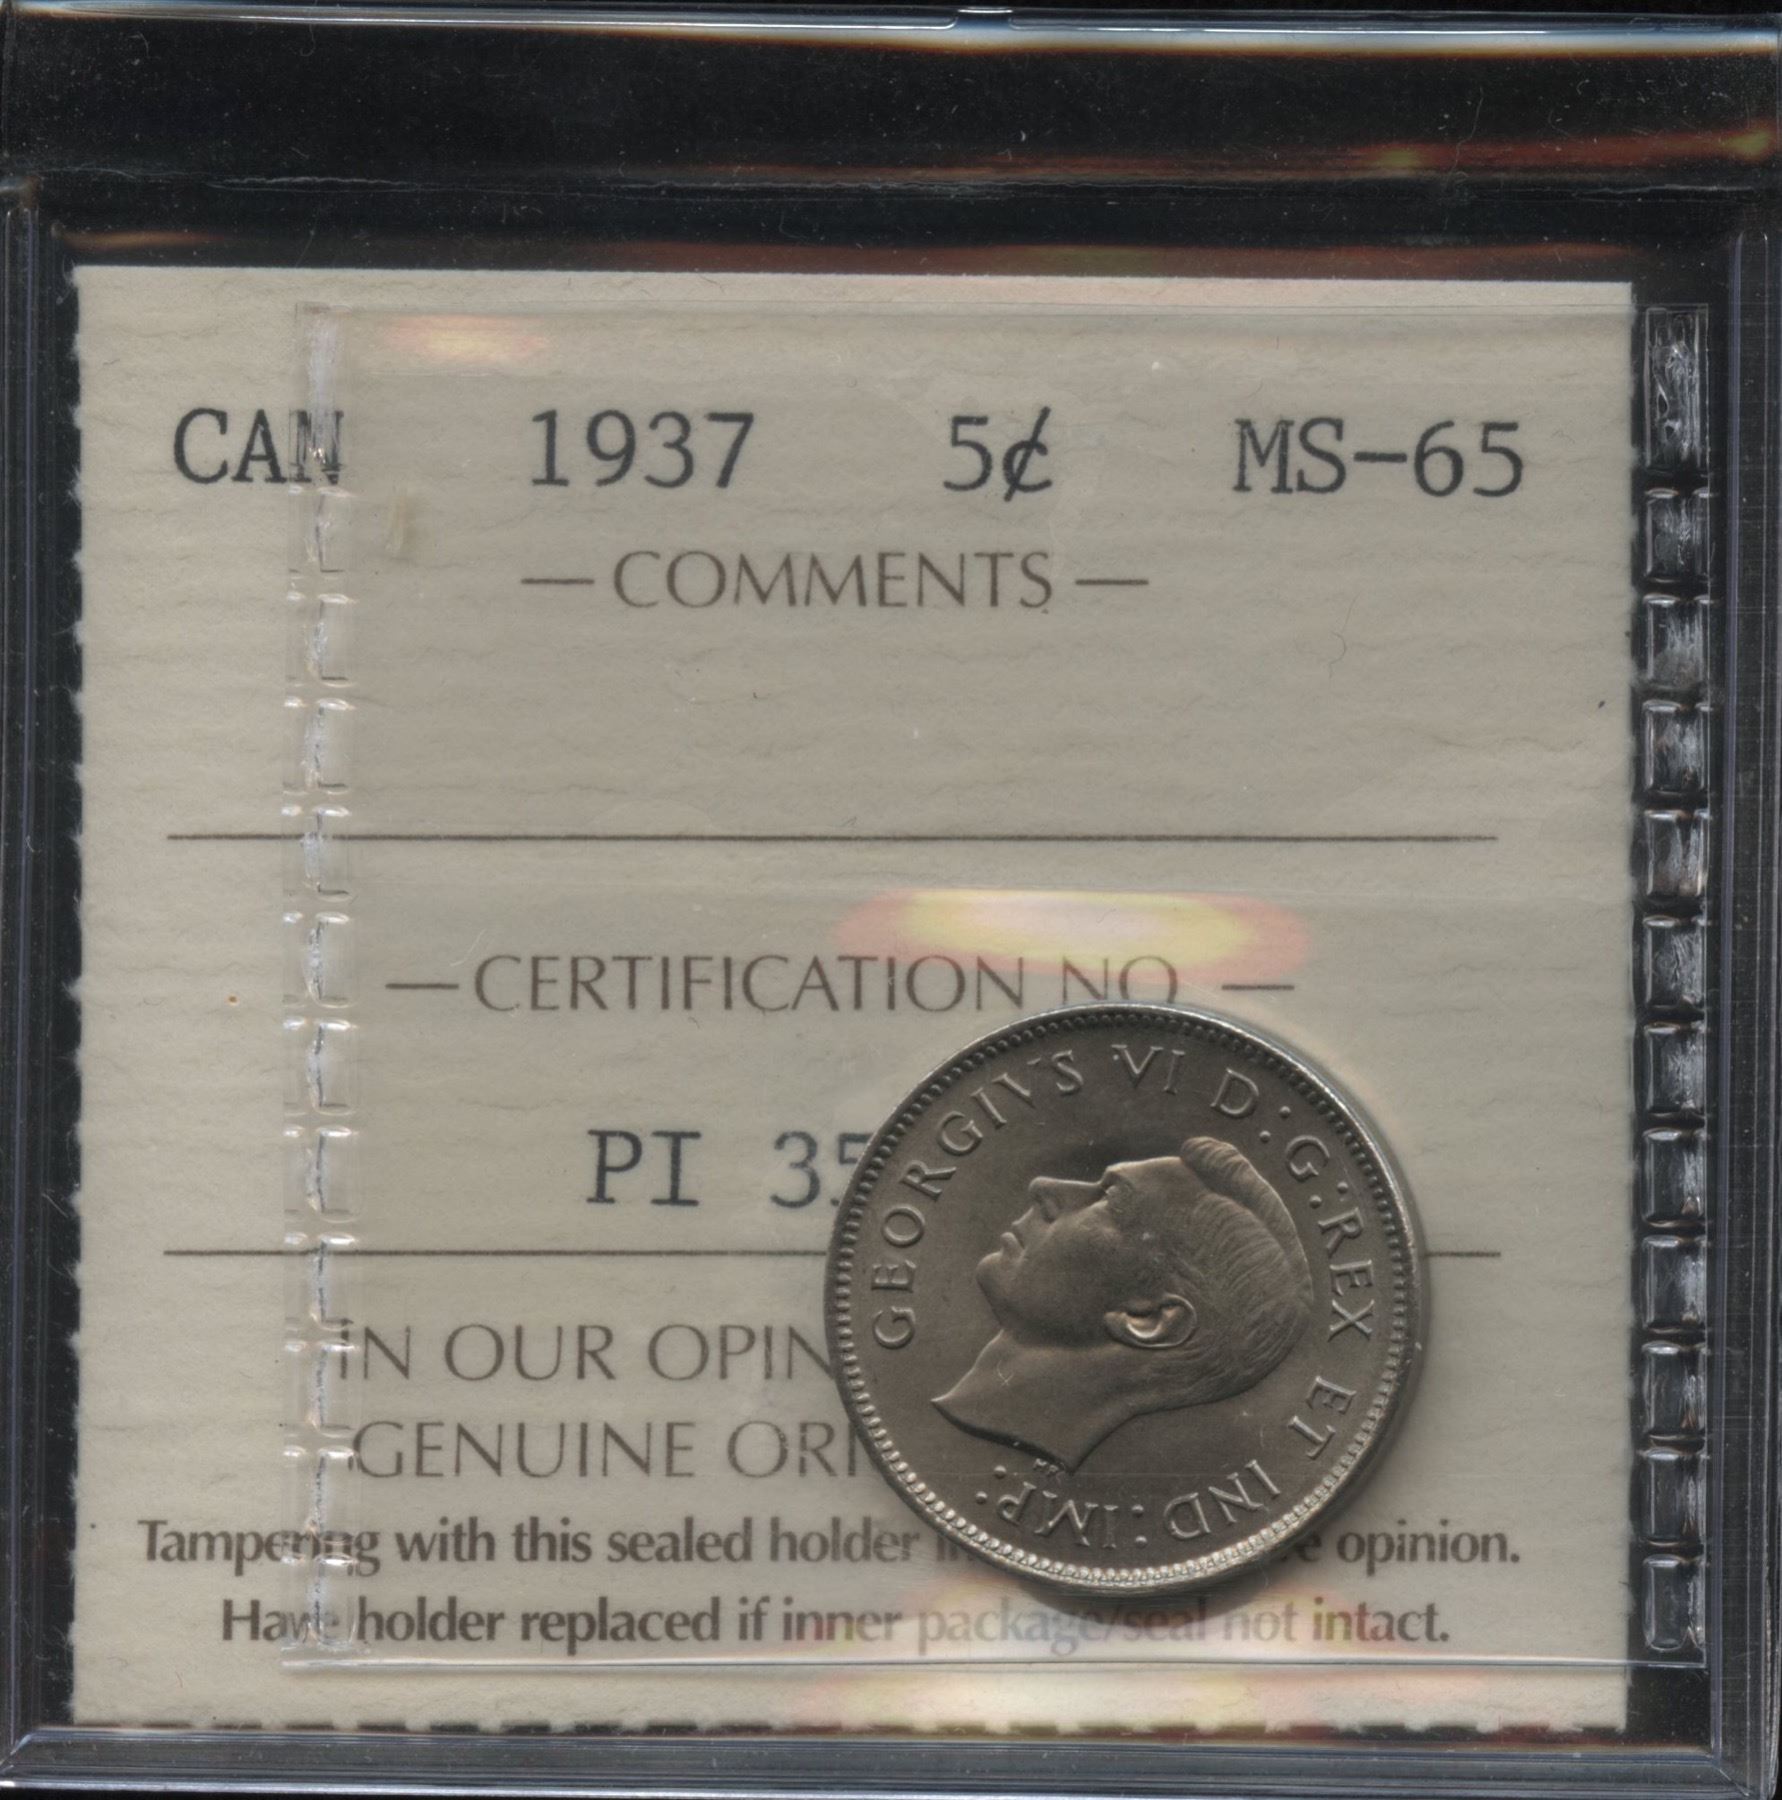 CAN 1937 5¢ MS-65
— COMMENTS —
— CERTIFICATION NO —
PI 35
IN OUR OPIN
GENUINE ORI
Tampering with this sealed holder opinion.
Have holder replaced if inner package/seal not intact.
GEORGIVS VI D:G:REX ET IND:IMP:
HP